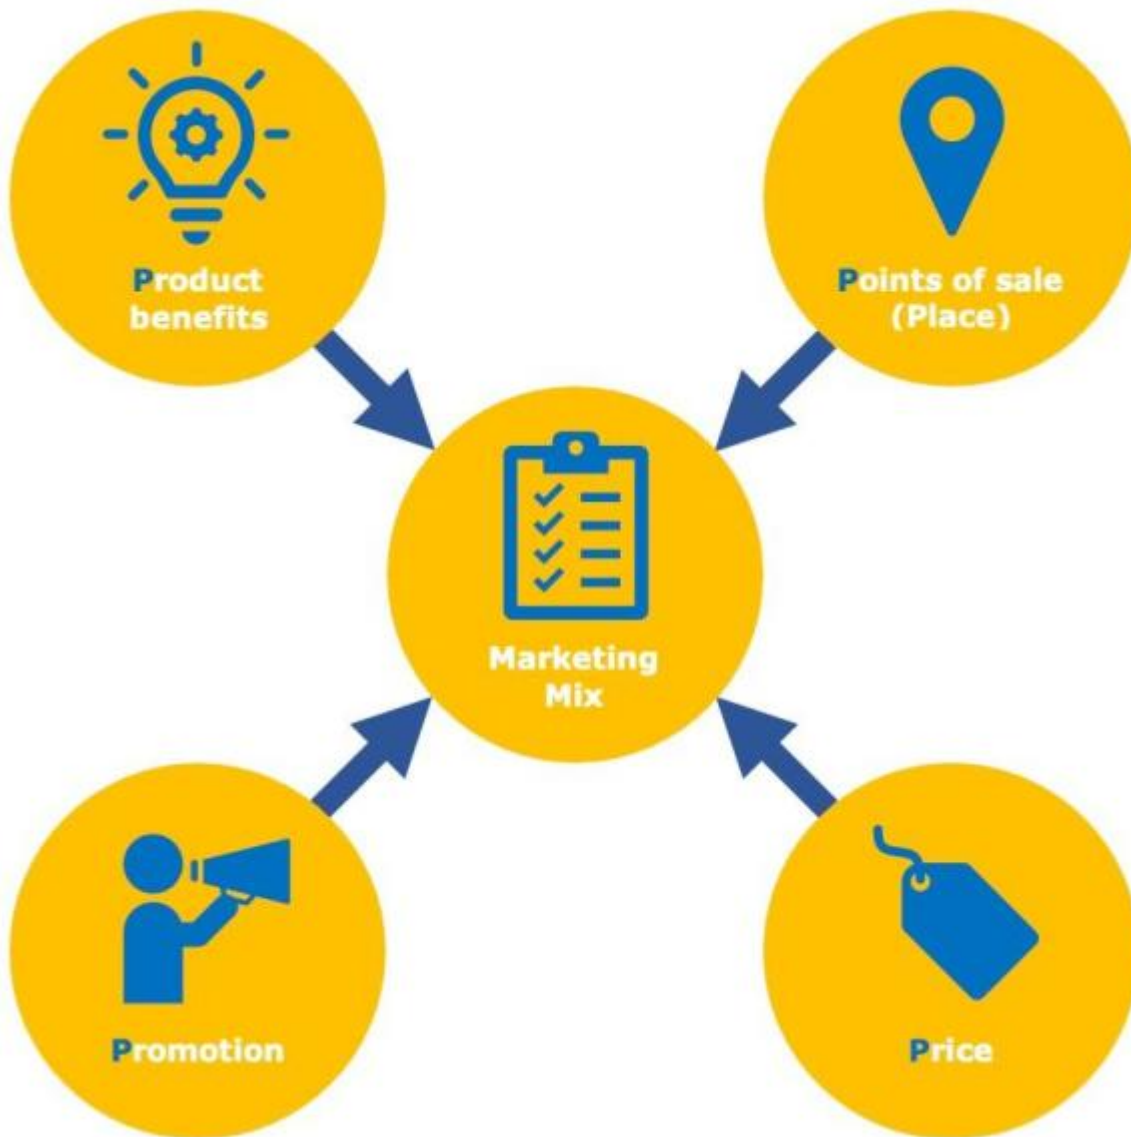 Product
benefits
Points of sale
(Place)
Marketing
Mix
Promotion
Price